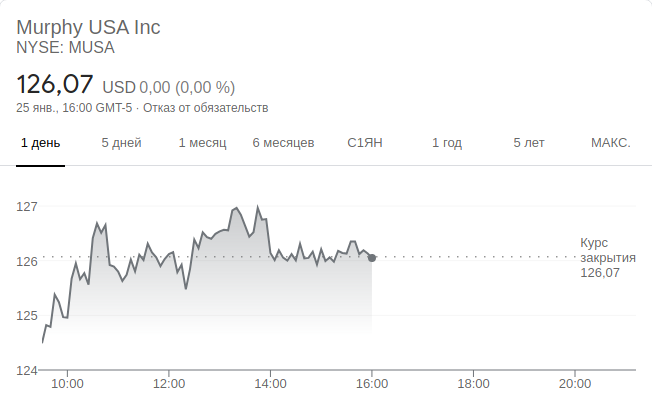 Murphy USA Inc
NYSE: MUSA
126,07 USD 0,00 (0,00 %)
25 янв., 16:00 GMT-5 · Отказ от обязательств
1 день 5 дней 1 месяц 6 месяцев С1ЯН 1 год 5 лет МАКС.
127
126
125
124
Курс
закрытия
126,07
10:00 12:00 14:00 16:00 18:00 20:00